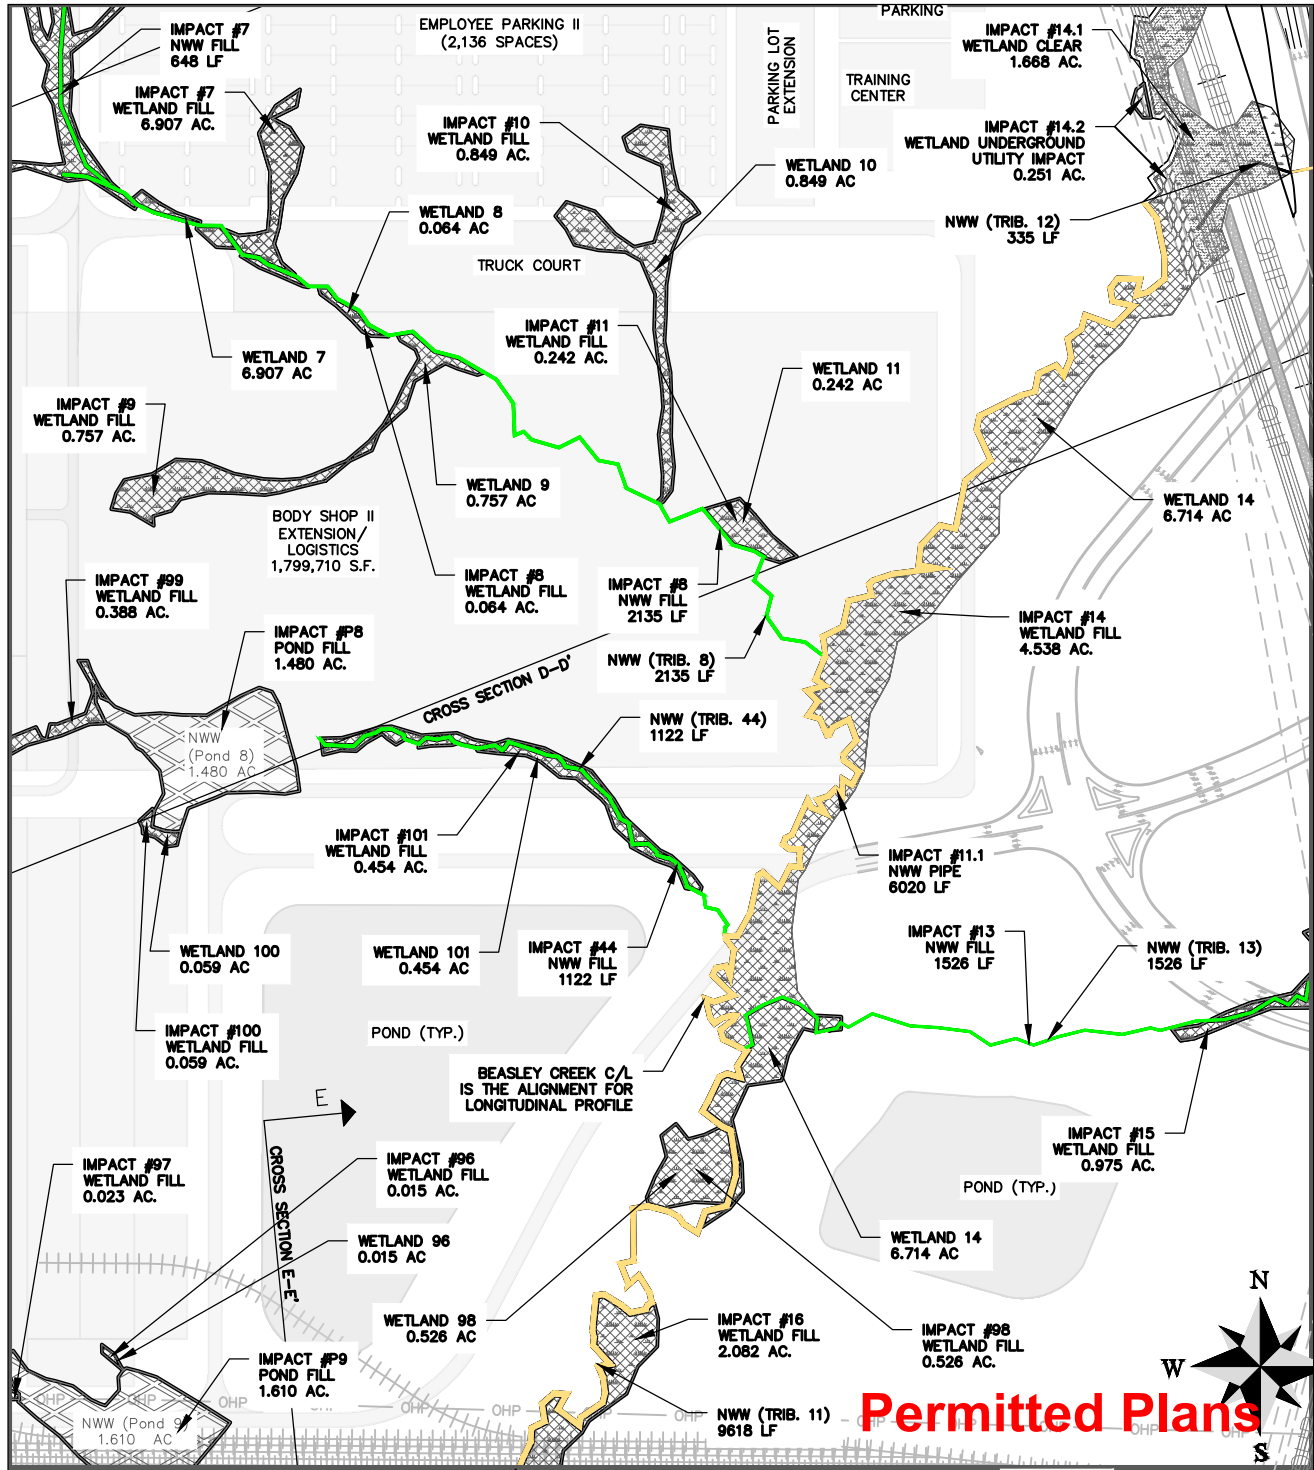 PARKING
EMPLOYEE PARKING II
(2,136 SPACES)
IMPACT #7
NWW FILL
648 LF
IMPACT #14.1
WETLAND CLEAR
1.668 AC.
PARKING LOT
EXTENSION
TRAINING
CENTER
IMPACT #7
WETLAND FILL
6.907 AC.
IMPACT #10
WETLAND FILL
0.849 AC.
IMPACT #14.2
WETLAND UNDERGROUND
UTILITY IMPACT
0.251 AC.
WETLAND 10
0.849 AC
WETLAND 8
0.064 AC
NWW (TRIB. 12)
335 LF
TRUCK COURT
IMPACT #11
WETLAND FILL
0.242 AC.
WETLAND 7
6.907 AC
WETLAND 11
0.242 AC
IMPACT #9
WETLAND FILL
0.757 AC.
WETLAND 9
0.757 AC
WETLAND 14
6.714 AC
BODY SHOP II
EXTENSION/
LOGISTICS
1,799,710 S.F.
IMPACT #99
WETLAND FILL
0.388 AC.
IMPACT #8
WETLAND FILL
0.064 AC.
IMPACT #8
NWW FILL
2135 LF
IMPACT #14
WETLAND FILL
4.538 AC.
IMPACT #P8
POND FILL
1.480 AC.
NWW (TRIB. 8)
2135 LF
CROSS SECTION D-D'
NWW (TRIB. 44)
1122 LF
NWW
(Pond 8)
1.480 AC
IMPACT #101
WETLAND FILL
0.454 AC.
IMPACT #11.1
NWW PIPE
6020 LF
WETLAND 100
0.059 AC
WETLAND 101
0.454 AC
IMPACT #44
NWW FILL
1122 LF
IMPACT #13
NWW FILL
1526 LF
NWW (TRIB. 13)
1526 LF
IMPACT #100
WETLAND FILL
0.059 AC.
POND (TYP.)
BEASLEY CREEK C/L
IS THE ALIGNMENT FOR
LONGITUDINAL PROFILE
E
CROSS SECTION E-E'
IMPACT #15
WETLAND FILL
0.975 AC.
IMPACT #97
WETLAND FILL
0.023 AC.
IMPACT #96
WETLAND FILL
0.015 AC.
POND (TYP.)
WETLAND 96
0.015 AC
WETLAND 14
6.714 AC
WETLAND 98
0.526 AC
IMPACT #16
WETLAND FILL
2.082 AC.
IMPACT #98
WETLAND FILL
0.526 AC.
N
W
S
IMPACT #P9
POND FILL
1.610 AC.
OHP
OHP
OHP
OHP
OHP
OHP
NWW (Pond 9)
1.610 AC
NWW (TRIB. 11)
9618 LF
Permitted Plans